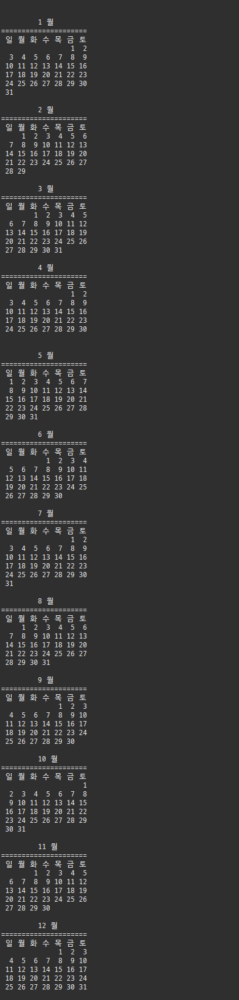 1 월
=====================
일 월 화 수 목 금 토
1 2
3 4 5 6 7 8 9
10 11 12 13 14 15 16
17 18 19 20 21 22 23
24 25 26 27 28 29 30
31
2 월
=====================
일 월 화 수 목 금 토
1 2 3 4 5 6
7 8 9 10 11 12 13
14 15 16 17 18 19 20
21 22 23 24 25 26 27
28 29
3 월
=====================
일 월 화 수 목 금 토
1 2 3 4 5
6 7 8 9 10 11 12
13 14 15 16 17 18 19
20 21 22 23 24 25 26
27 28 29 30 31
4 월
=====================
일 월 화 수 목 금 토
1 2
3 4 5 6 7 8 9
10 11 12 13 14 15 16
17 18 19 20 21 22 23
24 25 26 27 28 29 30
5 월
=====================
일 월 화 수 목 금 토
1 2 3 4 5 6 7
8 9 10 11 12 13 14
15 16 17 18 19 20 21
22 23 24 25 26 27 28
29 30 31
6 월
=====================
일 월 화 수 목 금 토
1 2 3 4
5 6 7 8 9 10 11
12 13 14 15 16 17 18
19 20 21 22 23 24 25
26 27 28 29 30
7 월
=====================
일 월 화 수 목 금 토
1 2
3 4 5 6 7 8 9
10 11 12 13 14 15 16
17 18 19 20 21 22 23
24 25 26 27 28 29 30
31
8 월
=====================
일 월 화 수 목 금 토
1 2 3 4 5 6
7 8 9 10 11 12 13
14 15 16 17 18 19 20
21 22 23 24 25 26 27
28 29 30 31
9 월
=====================
일 월 화 수 목 금 토
1 2 3
4 5 6 7 8 9 10
11 12 13 14 15 16 17
18 19 20 21 22 23 24
25 26 27 28 29 30
10 월
=====================
일 월 화 수 목 금 토
1
2 3 4 5 6 7 8
9 10 11 12 13 14 15
16 17 18 19 20 21 22
23 24 25 26 27 28 29
30 31
11 월
=====================
일 월 화 수 목 금 토
1 2 3 4 5
6 7 8 9 10 11 12
13 14 15 16 17 18 19
20 21 22 23 24 25 26
27 28 29 30
12 월
=====================
일 월 화 수 목 금 토
1 2 3
4 5 6 7 8 9 10
11 12 13 14 15 16 17
18 19 20 21 22 23 24
25 26 27 28 29 30 31